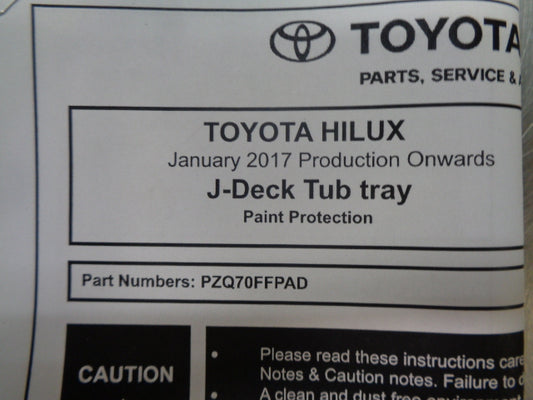 TOYOTA
PARTS, SERVICE &
TOYOTA HILUX
January 2017 Production Onwards
J-Deck Tub tray
Paint Protection
Part Numbers: PZQ70FFPAD
CAUTION
• Please read these instructions care
Notes & Caution notes. Failure to
• A clean and dust free environment